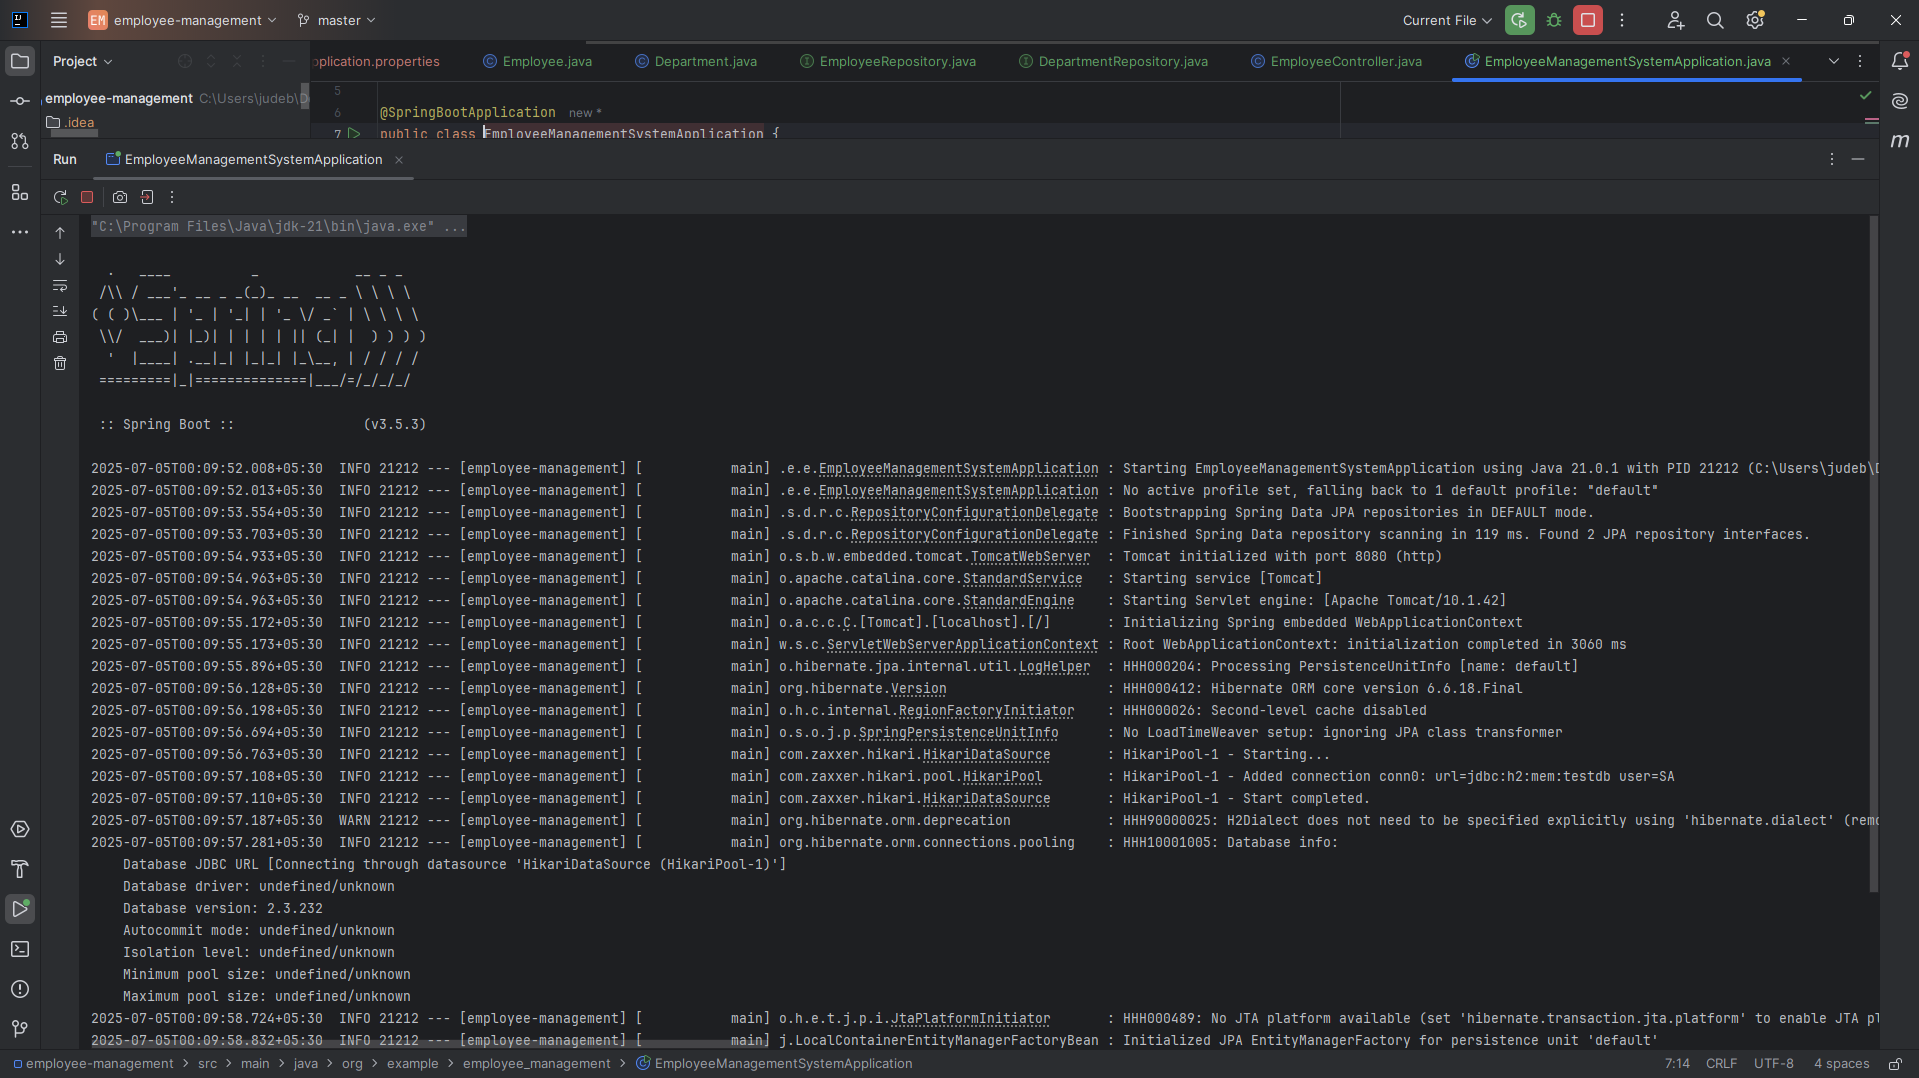 EM employee-management master Current File
Project
pplication.properties Employee.java Department.java EmployeeRepository.java DepartmentRepository.java EmployeeController.java EmployeeManagementSystemApplication.java
employee-management C:\Users\judeb\D
.idea
5
6 @SpringBootApplication new *
7 public class EmployeeManagementSystemApplication {
Run EmployeeManagementSystemApplication
"C:\Program Files\Java\jdk-21\bin\java.exe" ...
  .   ____          _            __ _ _
 /\\ / ___'_ __ _ _(_)_ __  __ _ \ \ \ \
( ( )\___ | '_ | '_| | '_ \/ _` | \ \ \ \
 \\/  ___)| |_)| | | | | || (_| |  ) ) ) )
  '  |____| .__|_| |_|_| |_\__, | / / / /
 =========|_|==============|___/=/_/_/_/
 :: Spring Boot ::                (v3.5.3)
2025-07-05T00:09:52.008+05:30  INFO 21212 --- [employee-management] [           main] .e.e.EmployeeManagementSystemApplication : Starting EmployeeManagementSystemApplication using Java 21.0.1 with PID 21212 (C:\Users\judeb\D
2025-07-05T00:09:52.013+05:30  INFO 21212 --- [employee-management] [           main] .e.e.EmployeeManagementSystemApplication : No active profile set, falling back to 1 default profile: "default"
2025-07-05T00:09:53.554+05:30  INFO 21212 --- [employee-management] [           main] .s.d.r.c.RepositoryConfigurationDelegate : Bootstrapping Spring Data JPA repositories in DEFAULT mode.
2025-07-05T00:09:53.703+05:30  INFO 21212 --- [employee-management] [           main] .s.d.r.c.RepositoryConfigurationDelegate : Finished Spring Data repository scanning in 119 ms. Found 2 JPA repository interfaces.
2025-07-05T00:09:54.933+05:30  INFO 21212 --- [employee-management] [           main] o.s.b.w.embedded.tomcat.TomcatWebServer  : Tomcat initialized with port 8080 (http)
2025-07-05T00:09:54.963+05:30  INFO 21212 --- [employee-management] [           main] o.apache.catalina.core.StandardService   : Starting service [Tomcat]
2025-07-05T00:09:54.963+05:30  INFO 21212 --- [employee-management] [           main] o.apache.catalina.core.StandardEngine    : Starting Servlet engine: [Apache Tomcat/10.1.42]
2025-07-05T00:09:55.172+05:30  INFO 21212 --- [employee-management] [           main] o.a.c.c.C.[Tomcat].[localhost].[/]       : Initializing Spring embedded WebApplicationContext
2025-07-05T00:09:55.173+05:30  INFO 21212 --- [employee-management] [           main] w.s.c.ServletWebServerApplicationContext : Root WebApplicationContext: initialization completed in 3060 ms
2025-07-05T00:09:55.896+05:30  INFO 21212 --- [employee-management] [           main] o.hibernate.jpa.internal.util.LogHelper  : HHH000204: Processing PersistenceUnitInfo [name: default]
2025-07-05T00:09:56.128+05:30  INFO 21212 --- [employee-management] [           main] org.hibernate.Version                    : HHH000412: Hibernate ORM core version 6.6.18.Final
2025-07-05T00:09:56.198+05:30  INFO 21212 --- [employee-management] [           main] o.h.c.internal.RegionFactoryInitiator    : HHH000026: Second-level cache disabled
2025-07-05T00:09:56.694+05:30  INFO 21212 --- [employee-management] [           main] o.s.o.j.p.SpringPersistenceUnitInfo      : No LoadTimeWeaver setup: ignoring JPA class transformer
2025-07-05T00:09:56.763+05:30  INFO 21212 --- [employee-management] [           main] com.zaxxer.hikari.HikariDataSource       : HikariPool-1 - Starting...
2025-07-05T00:09:57.108+05:30  INFO 21212 --- [employee-management] [           main] com.zaxxer.hikari.pool.HikariPool        : HikariPool-1 - Added connection conn0: url=jdbc:h2:mem:testdb user=SA
2025-07-05T00:09:57.110+05:30  INFO 21212 --- [employee-management] [           main] com.zaxxer.hikari.HikariDataSource       : HikariPool-1 - Start completed.
2025-07-05T00:09:57.187+05:30  WARN 21212 --- [employee-management] [           main] org.hibernate.orm.deprecation            : HHH90000025: H2Dialect does not need to be specified explicitly using 'hibernate.dialect' (remo
2025-07-05T00:09:57.281+05:30  INFO 21212 --- [employee-management] [           main] org.hibernate.orm.connections.pooling    : HHH10001005: Database info:
    Database JDBC URL [Connecting through datasource 'HikariDataSource (HikariPool-1)']
    Database driver: undefined/unknown
    Database version: 2.3.232
    Autocommit mode: undefined/unknown
    Isolation level: undefined/unknown
    Minimum pool size: undefined/unknown
    Maximum pool size: undefined/unknown
2025-07-05T00:09:58.724+05:30  INFO 21212 --- [employee-management] [           main] o.h.e.t.j.p.i.JtaPlatformInitiator       : HHH000489: No JTA platform available (set 'hibernate.transaction.jta.platform' to enable JTA pl
2025-07-05T00:09:58.832+05:30  INFO 21212 --- [employee-management] [           main] j.LocalContainerEntityManagerFactoryBean : Initialized JPA EntityManagerFactory for persistence unit 'default'
employee-management > src > main > java > org > example > employee_management > EmployeeManagementSystemApplication 7:14 CRLF UTF-8 4 spaces